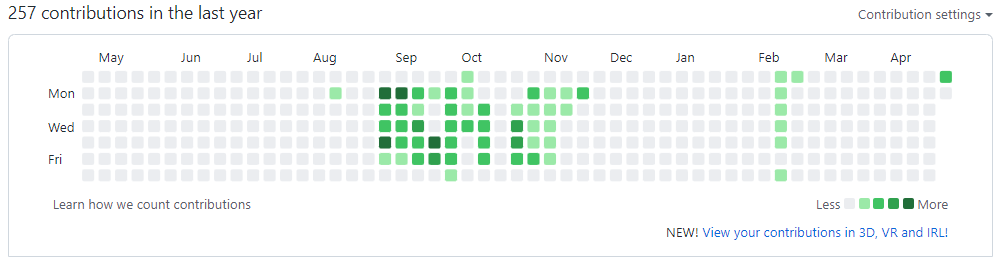 257 contributions in the last year
Contribution settings
May Jun Jul Aug Sep Oct Nov Dec Jan Feb Mar Apr
Mon
Wed
Fri
Learn how we count contributions
Less More
NEW! View your contributions in 3D, VR and IRL!